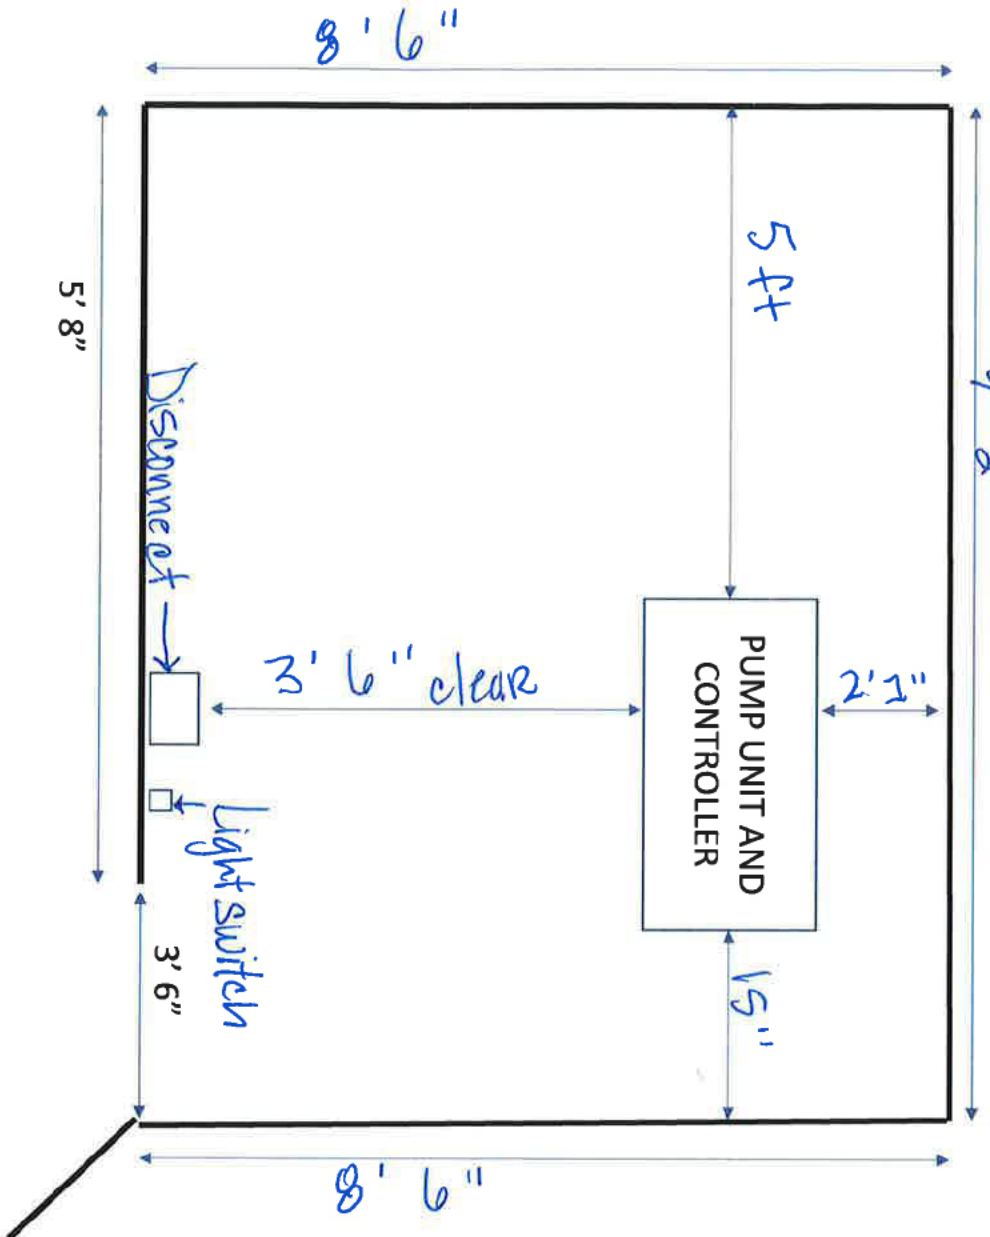 8' 6"
5 ft
5' 8"
Disconnect
3' 6" clear
PUMP UNIT AND
CONTROLLER
2' 1"
Light switch
3' 6"
15"
8' 6"